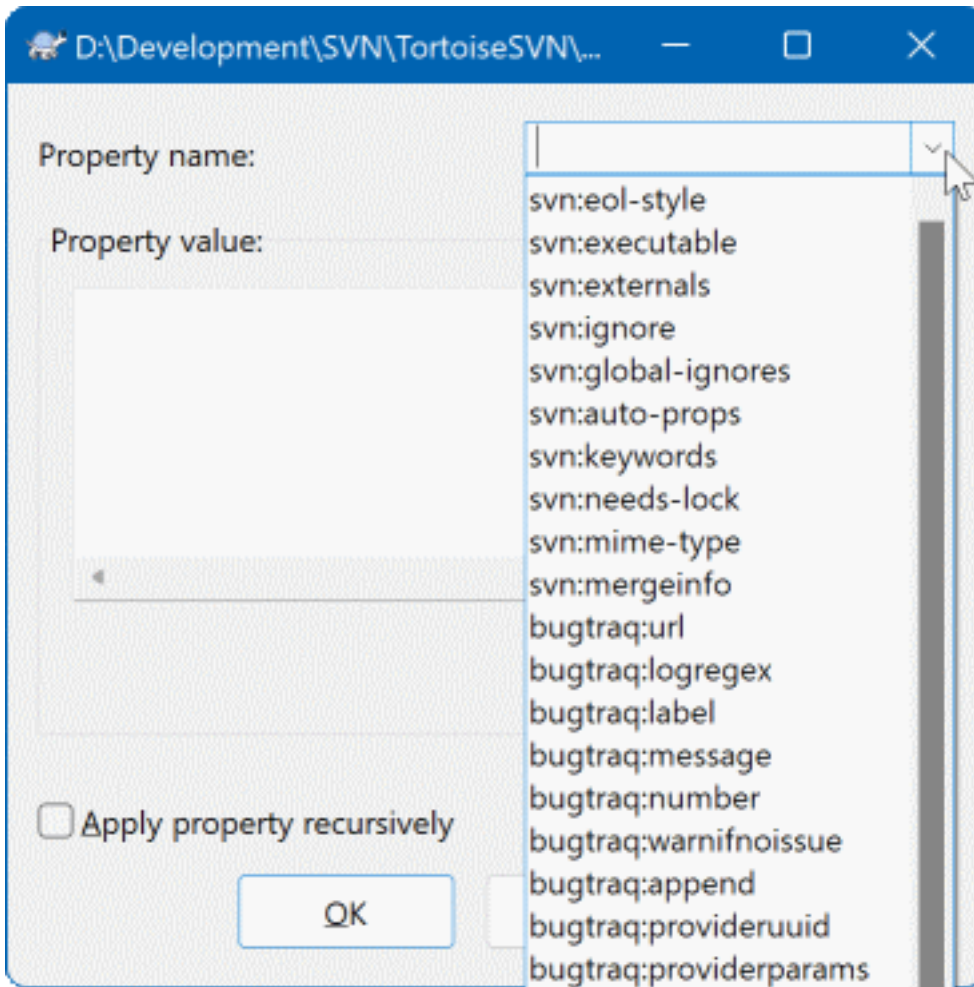 D:\Development\SVN\TortoiseSVN\...
Property name:
svn:eol-style
svn:executable
svn:externals
svn:ignore
svn:global-ignores
svn:auto-props
svn:keywords
svn:needs-lock
svn:mime-type
svn:mergeinfo
bugtraq:url
bugtraq:logregex
bugtraq:label
bugtraq:message
bugtraq:number
bugtraq:warnifnoissue
bugtraq:append
bugtraq:provideruuid
bugtraq:providerparams
Property value:
Apply property recursively
OK